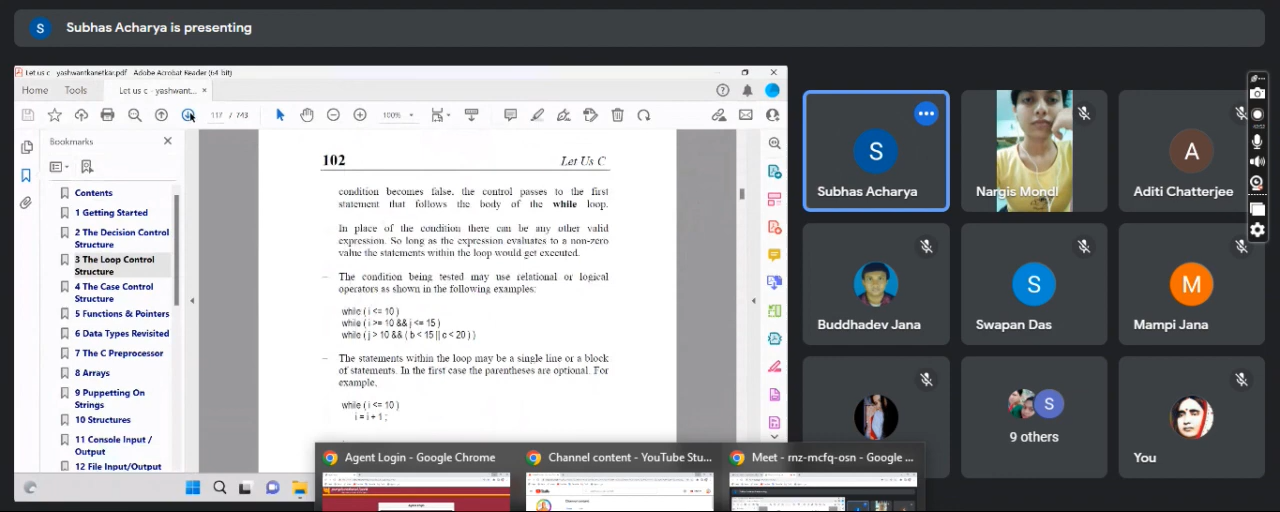 Subhas Acharya is presenting
Let us c - yashwantkanetkar.pdf - Adobe Acrobat Reader (64-bit)
Home Tools Let us c - yashwant... ×
117 / 743 100%
Bookmarks
Contents
1 Getting Started
2 The Decision Control
Structure
3 The Loop Control
Structure
4 The Case Control
Structure
5 Functions & Pointers
6 Data Types Revisited
7 The C Preprocessor
8 Arrays
9 Puppetting On
Strings
10 Structures
11 Console Input /
Output
12 File Input/Output
102 Let Us C
condition becomes false, the control passes to the first
statement that follows the body of the while loop.
In place of the condition there can be any other valid
expression. So long as the expression evaluates to a non-zero
value the statements within the loop would get executed.
− The condition being tested may use relational or logical
operators as shown in the following examples:
while ( i <= 10 )
while ( i >= 10 && j <= 15 )
while ( j > 10 && ( b < 15 || c < 20 ) )
− The statements within the loop may be a single line or a block
of statements. In the first case the parentheses are optional. For
example,
while ( i <= 10 )
i = i + 1 ;
Agent Login - Google Chrome
Channel content - YouTube Stu...
Meet - rnz-mcfq-osn - Google ...
S
Subhas Acharya
Nargis Mondl
A
Aditi Chatterjee
Buddhadev Jana
S
Swapan Das
M
Mampi Jana
S
9 others
You